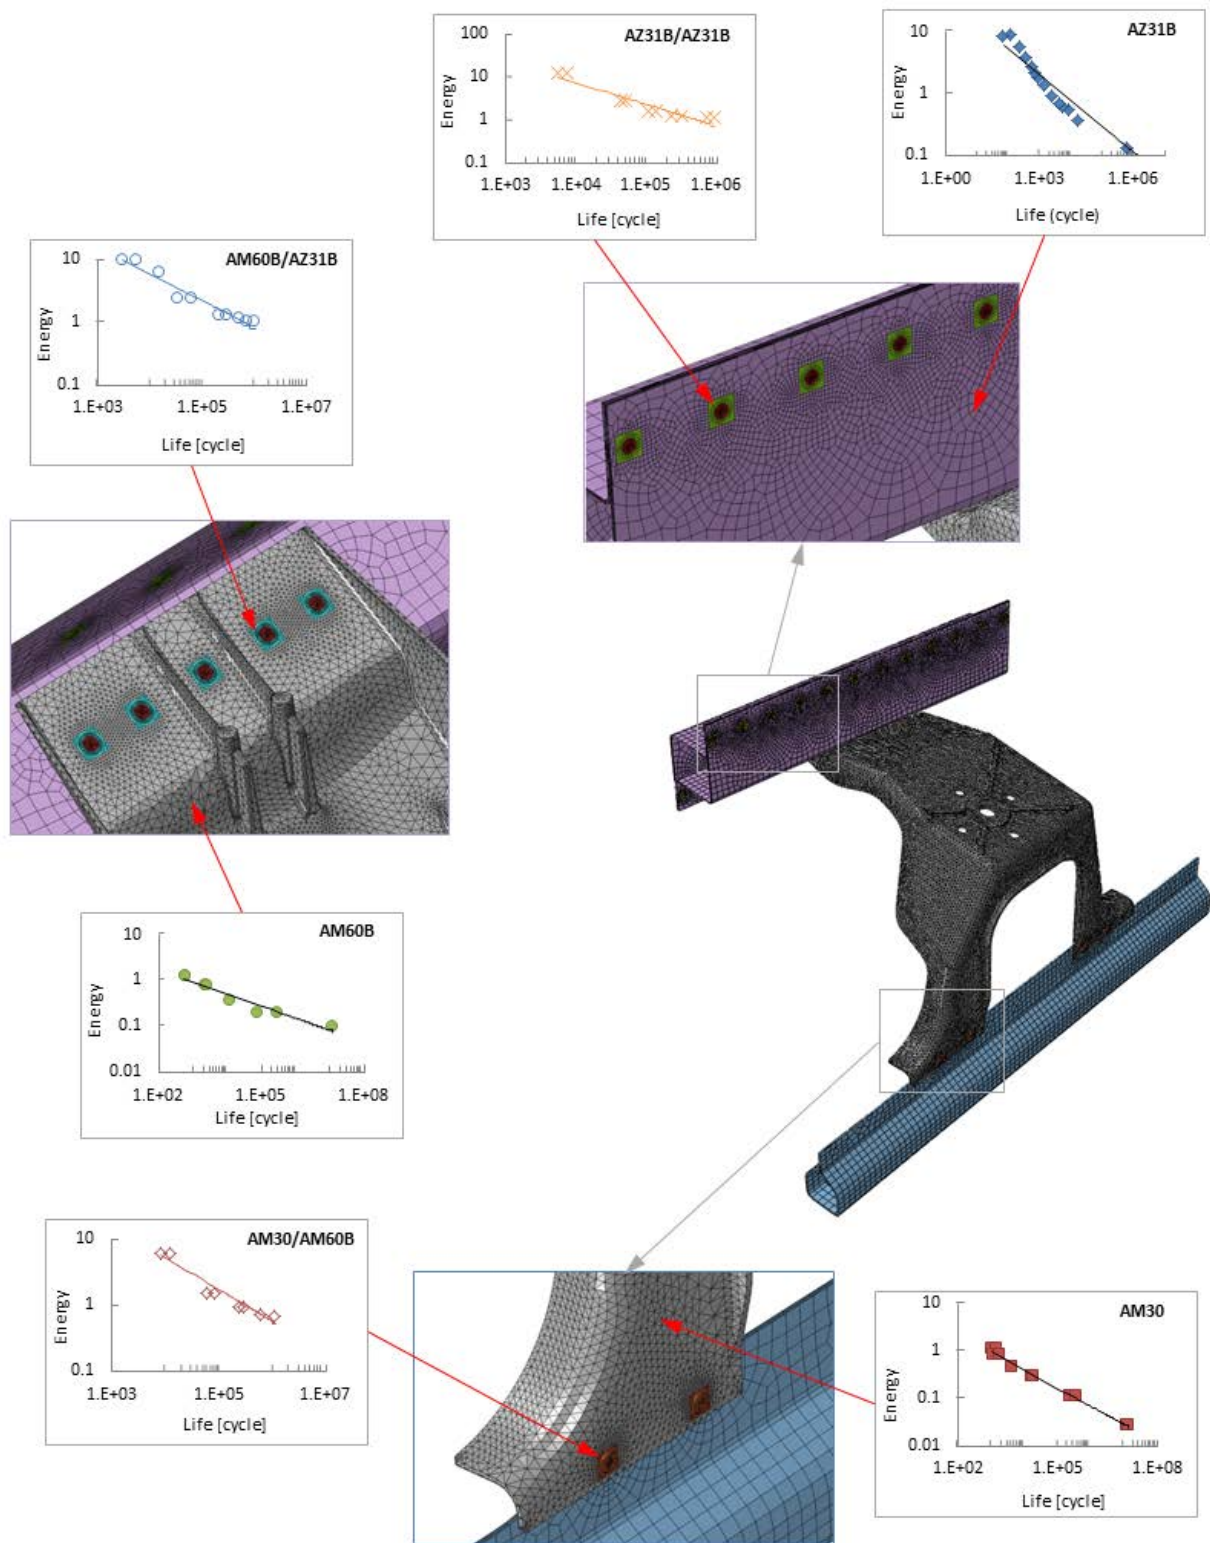 AZ31B/AZ31B
100
10
1
0.1
Energy
1.E+03 1.E+04 1.E+05 1.E+06
Life [cycle]
AZ31B
10
1
0.1
Energy
1.E+00 1.E+03 1.E+06
Life (cycle)
AM60B/AZ31B
10
1
0.1
Energy
1.E+03 1.E+05 1.E+07
Life [cycle]
AM60B
10
1
0.1
0.01
Energy
1.E+02 1.E+05 1.E+08
Life [cycle]
AM30/AM60B
10
1
0.1
Energy
1.E+03 1.E+05 1.E+07
Life [cycle]
AM30
10
1
0.1
0.01
Energy
1.E+02 1.E+05 1.E+08
Life [cycle]